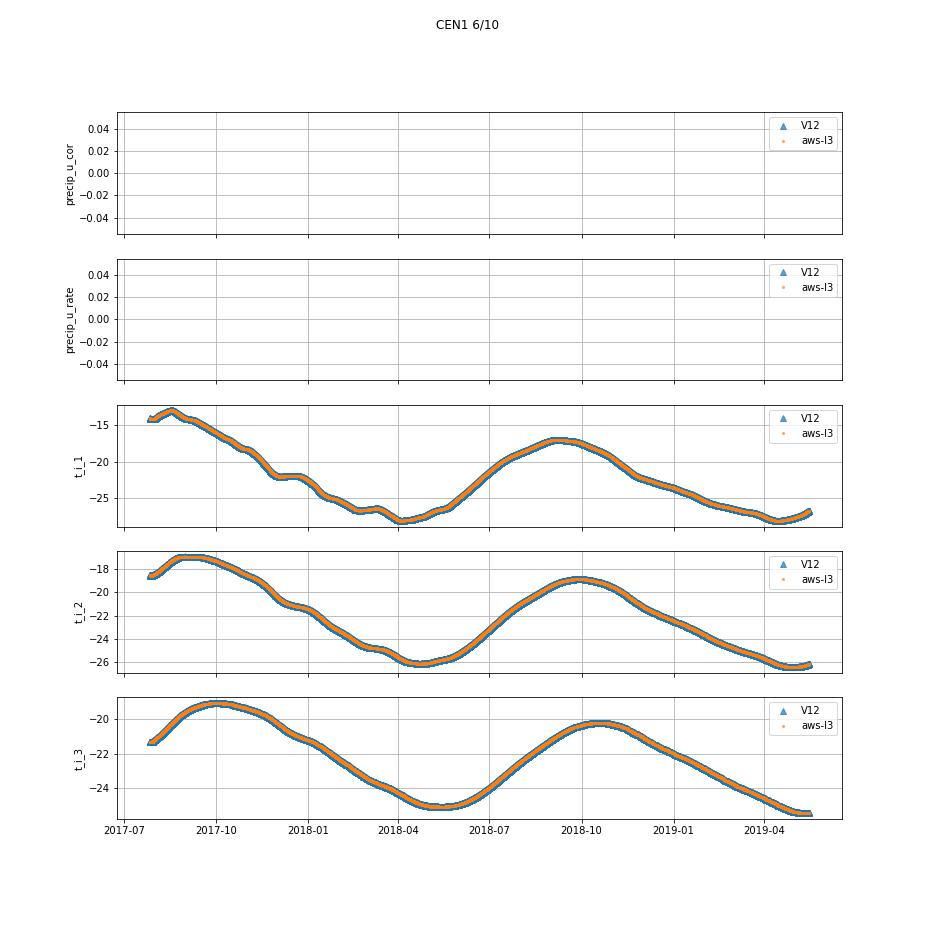 CEN1 6/10
precip_u_cor
0.04
0.02
0.00
−0.02
−0.04
V12
aws-l3
precip_u_rate
0.04
0.02
0.00
−0.02
−0.04
V12
aws-l3
t_i_1
−15
−20
−25
V12
aws-l3
t_i_2
−18
−20
−22
−24
−26
V12
aws-l3
t_i_3
−20
−22
−24
V12
aws-l3
2017-07 2017-10 2018-01 2018-04 2018-07 2018-10 2019-01 2019-04